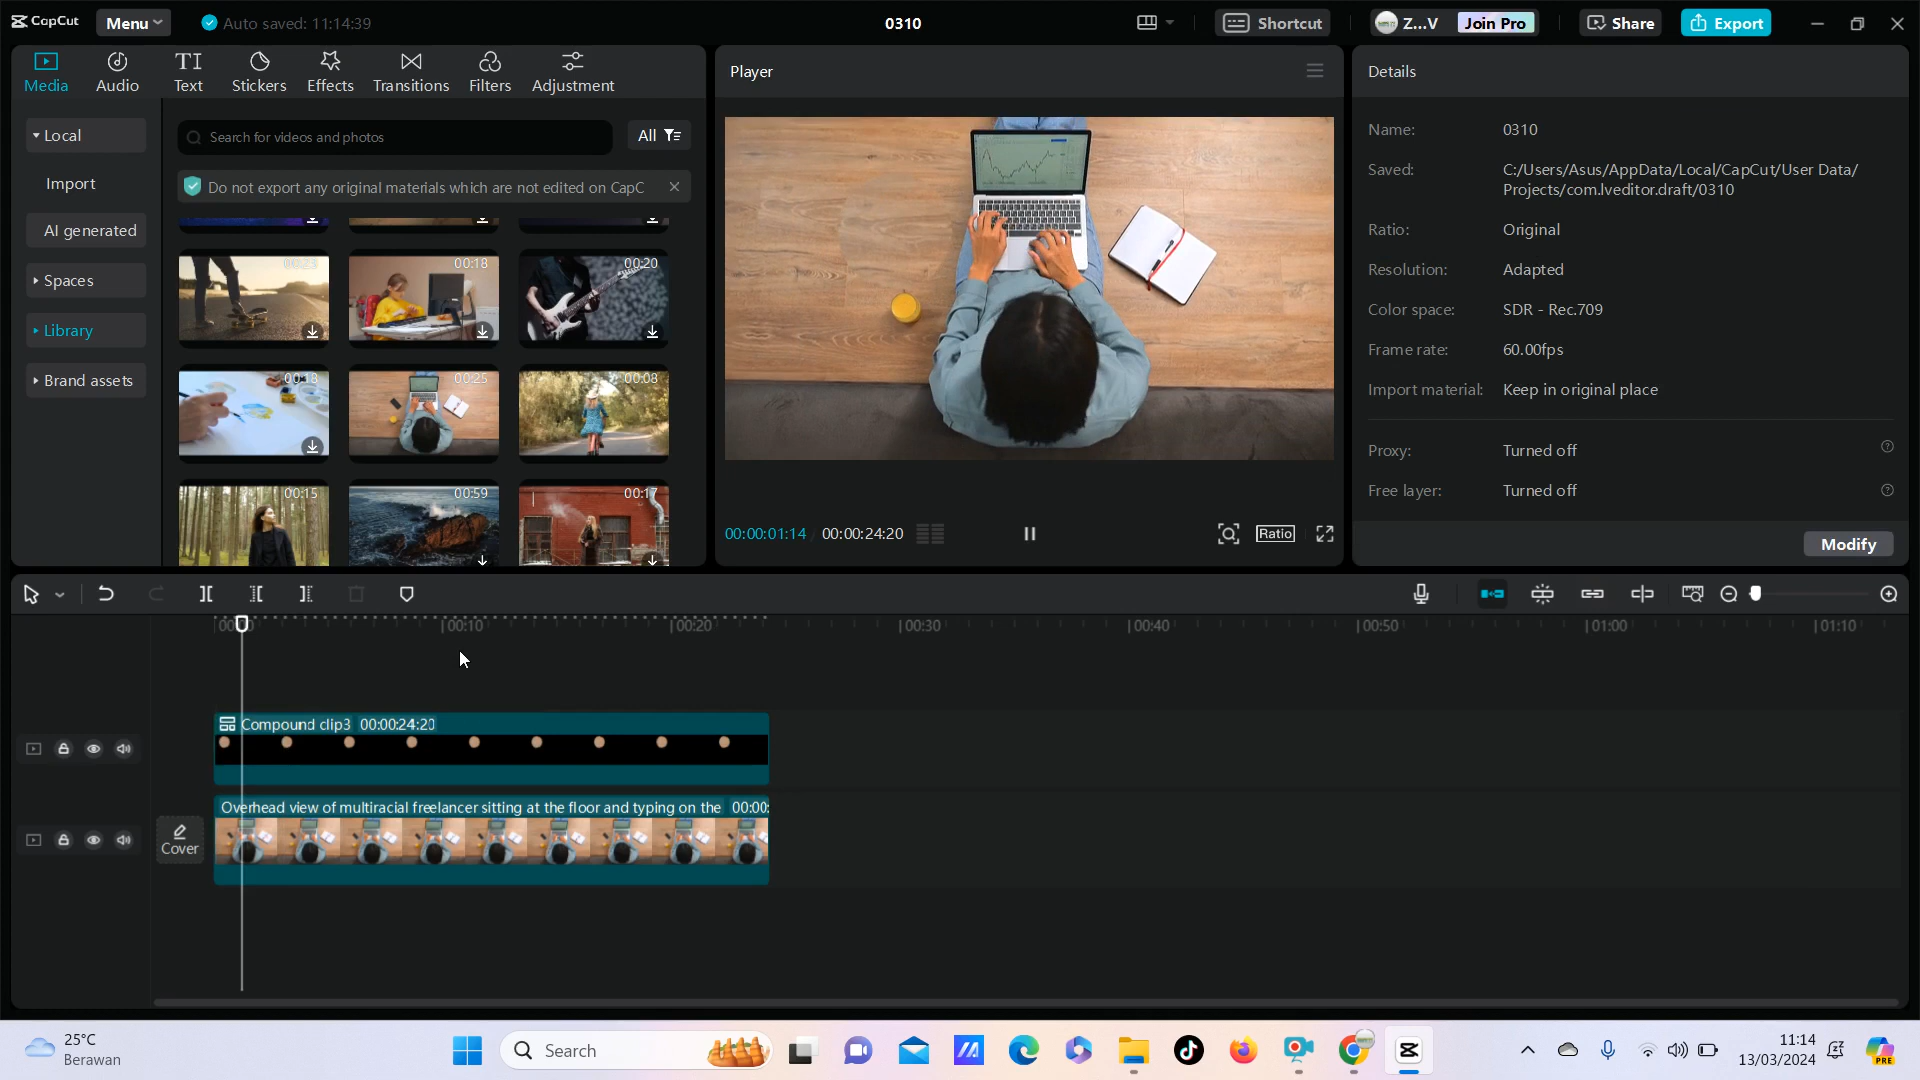 CapCut
Menu
Auto saved: 11:14:39
0310
Shortcut
Z...V
Join Pro
Share
Export
Media
Audio
Text
Stickers
Effects
Transitions
Filters
Adjustment
Local
Import
AI generated
Spaces
Library
Brand assets
Search for videos and photos
All
Do not export any original materials which are not edited on CapC
00:18
00:20
00:18
00:25
00:08
00:15
00:59
00:17
Player
00:00:01:14
00:00:24:20
Ratio
Details
Name:
0310
Saved:
C:/Users/Asus/AppData/Local/CapCut/User Data/
Projects/com.lveditor.draft/0310
Ratio:
Original
Resolution:
Adapted
Color space:
SDR - Rec.709
Frame rate:
60.00fps
Import material:
Keep in original place
Proxy:
Turned off
Free layer:
Turned off
Modify
00:10
00:20
00:30
00:40
00:50
01:00
01:10
Compound clip3 00:00:24:20
Cover
Overhead view of multiracial freelancer sitting at the floor and typing on the 00:00:
25°C
Berawan
Search
11:14
13/03/2024
PRE